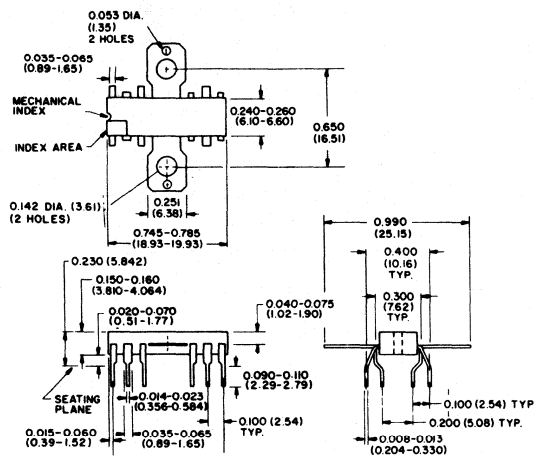 0.053 DIA.
(1.35)
2 HOLES
0.035-0.065
(0.89-1.65)
MECHANICAL
INDEX
INDEX AREA
0.240-0.260
(6.10-6.60)
0.650
(16.51)
0.142 DIA. (3.61)
(2 HOLES)
0.251
(6.38)
0.745-0.785
(18.93-19.93)
0.990
(25.15)
0.400
(10.16)
TYP.
0.300
(7.62)
TYP.
0.230 (5.842)
0.150-0.160
(3.810-4.064)
0.020-0.070
(0.51-1.77)
0.040-0.075
(1.02-1.90)
0.090-0.110
(2.29-2.79)
SEATING
PLANE
0.014-0.023
(0.356-0.584)
0.100 (2.54)
TYP.
0.015-0.060
(0.39-1.52)
0.035-0.065
(0.89-1.65)
0.100 (2.54) TYP
0.200 (5.08) TYP.
0.008-0.013
(0.204-0.330)